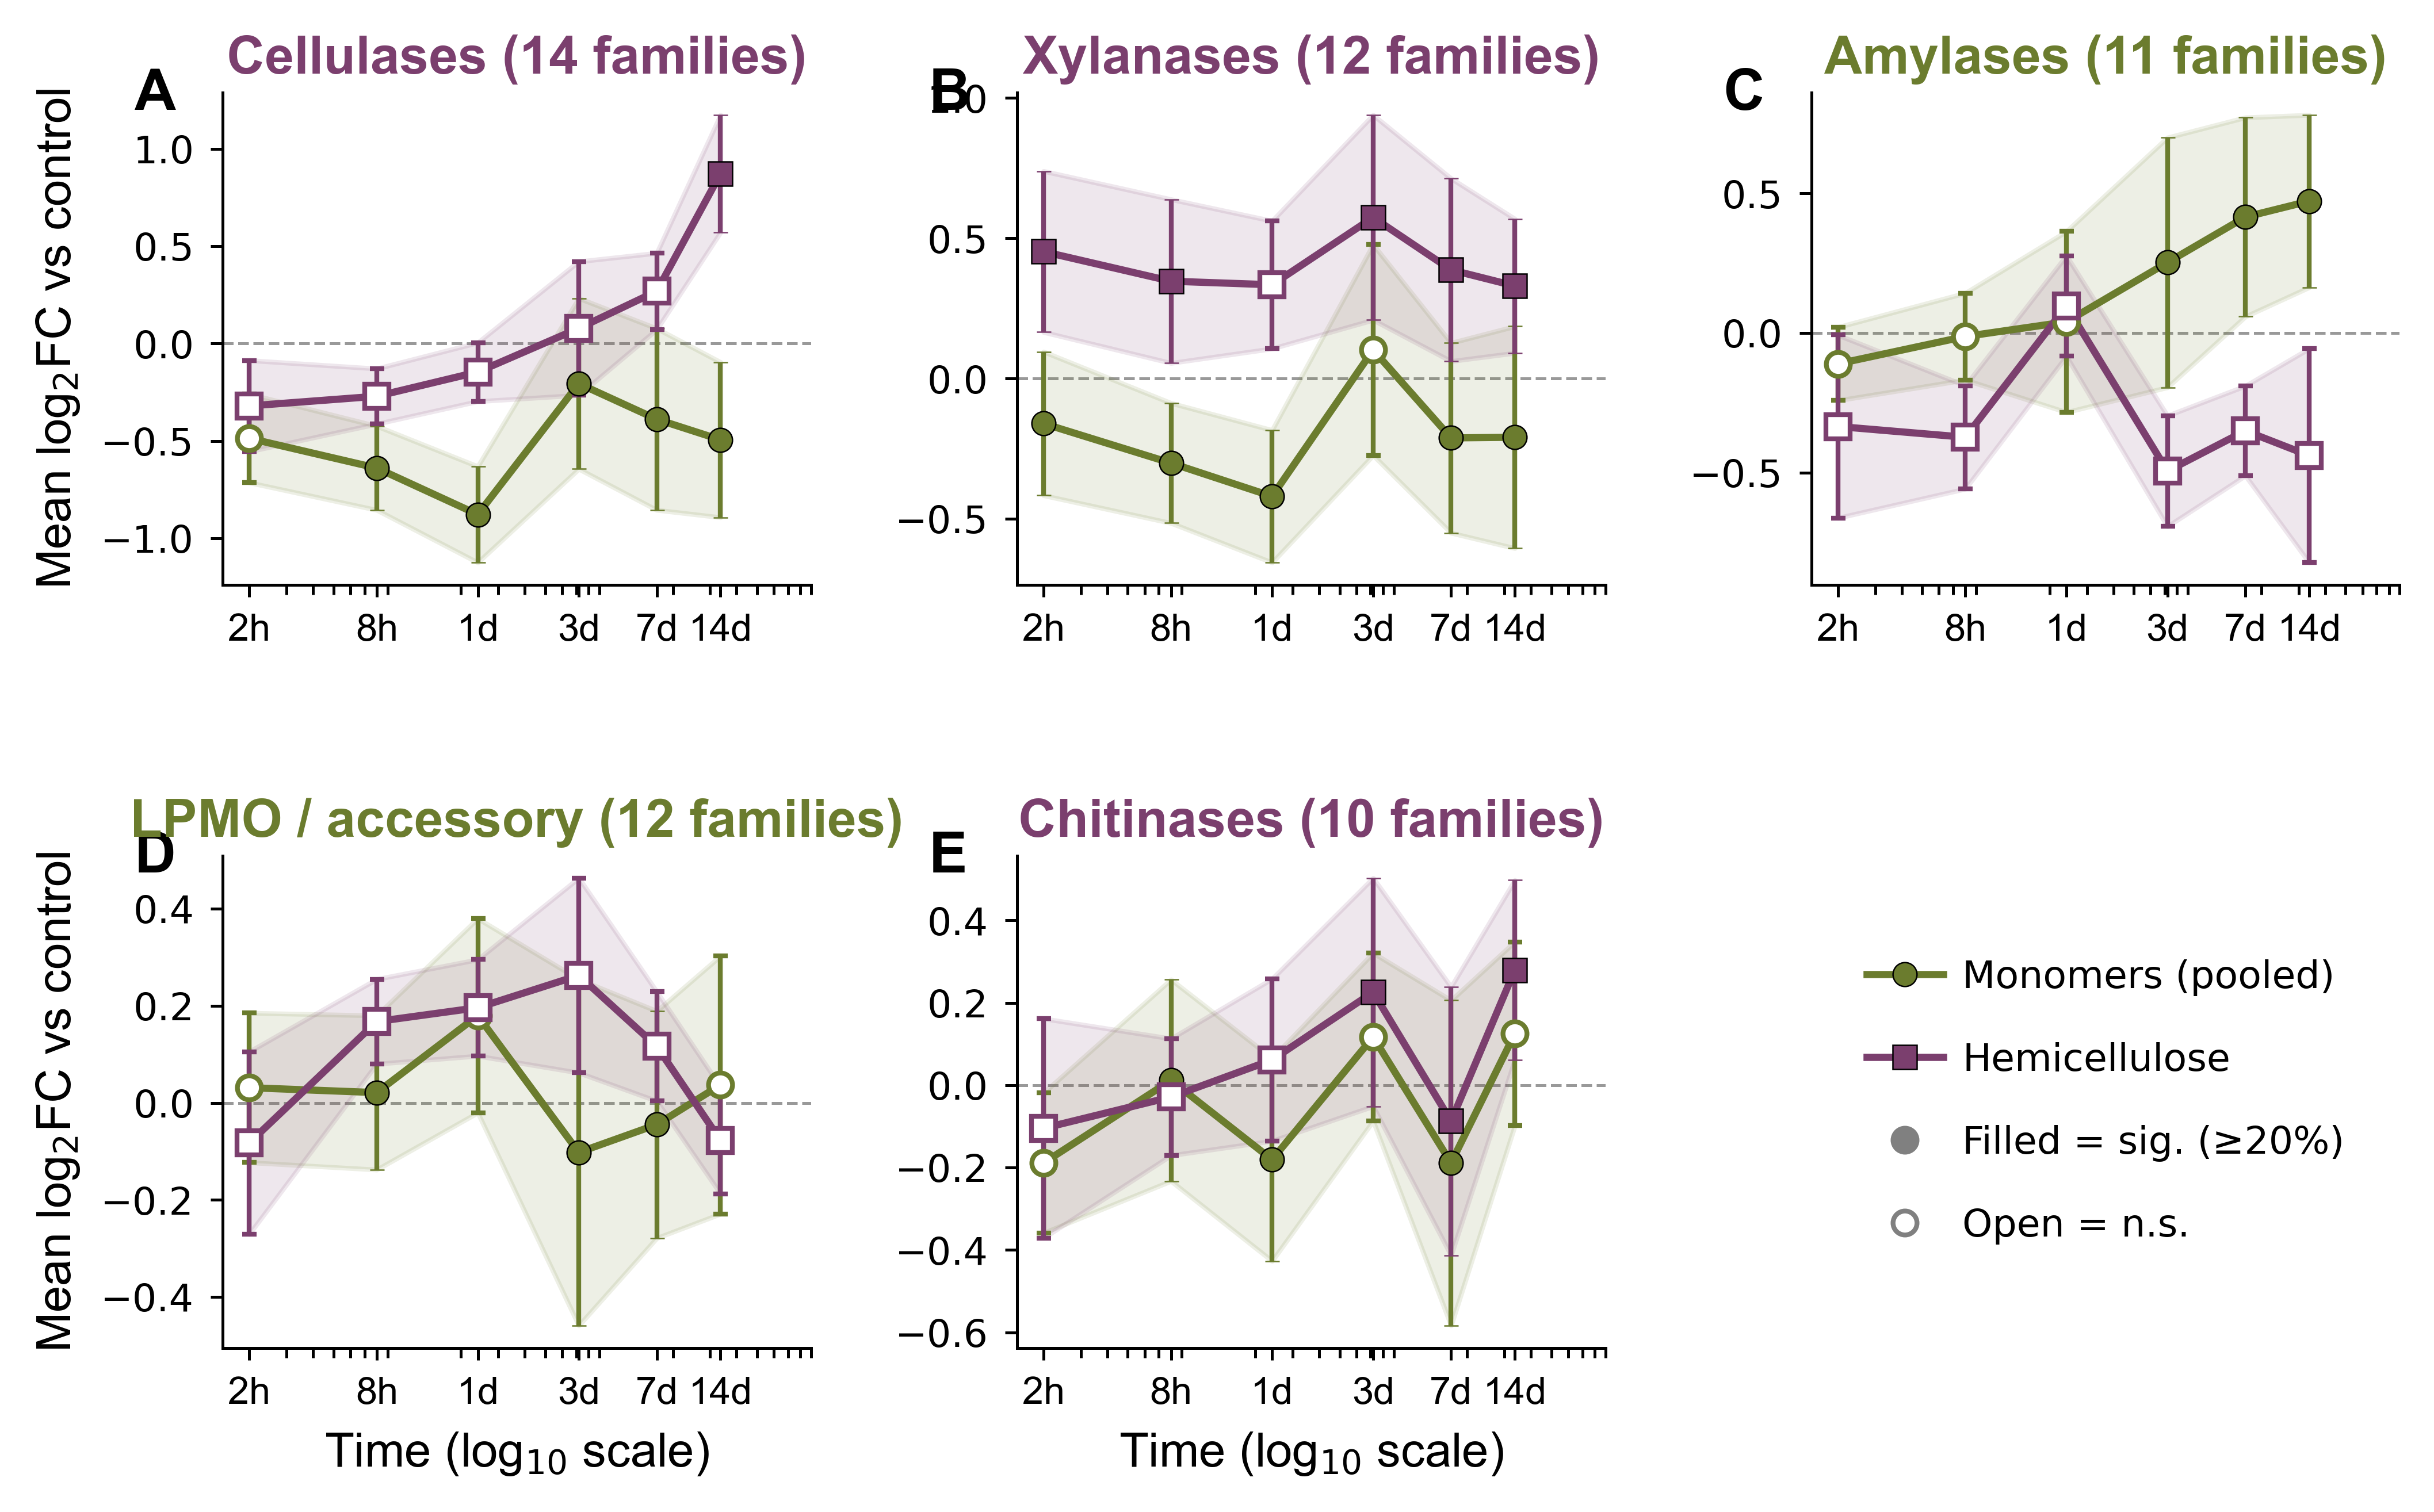 Cellulases (14 families)
Xylanases (12 families)
Amylases (11 families)
A
B
C
Mean log₂FC vs control
1.0
0.5
0.0
−0.5
−1.0
2h 8h 1d 3d 7d 14d
0.5
0.0
−0.5
2h 8h 1d 3d 7d 14d
0.5
0.0
−0.5
2h 8h 1d 3d 7d 14d
LPMO / accessory (12 families)
Chitinases (10 families)
D
E
Mean log₂FC vs control
0.4
0.2
0.0
−0.2
−0.4
2h 8h 1d 3d 7d 14d
Time (log₁₀ scale)
0.4
0.2
0.0
−0.2
−0.4
−0.6
2h 8h 1d 3d 7d 14d
Time (log₁₀ scale)
Monomers (pooled)
Hemicellulose
Filled = sig. (≥20%)
Open = n.s.